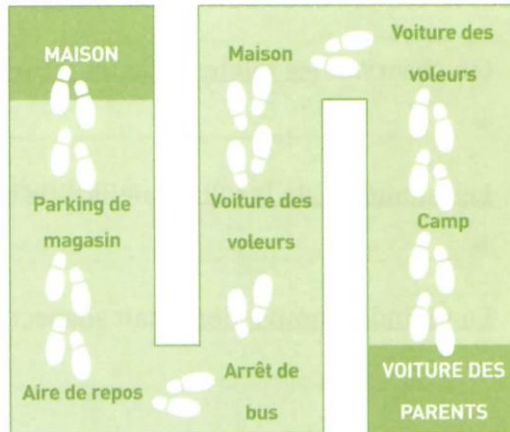 MAISON
Parking de
magasin
Aire de repos
Arrêt de
bus
Voiture des
voleurs
Maison
Voiture des
voleurs
Camp
VOITURE DES
PARENTS